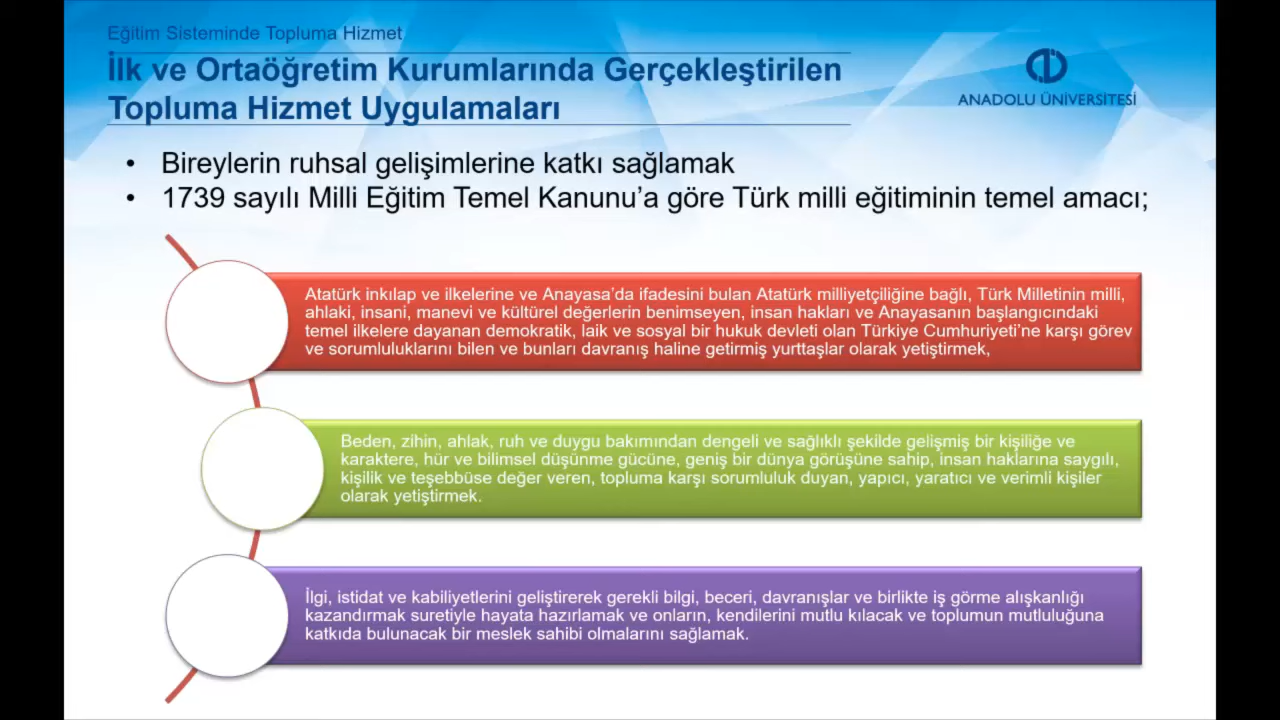 Eğitim Sisteminde Topluma Hizmet
İlk ve Ortaöğretim Kurumlarında Gerçekleştirilen
Topluma Hizmet Uygulamaları
ANADOLU ÜNİVERSİTESİ
• Bireylerin ruhsal gelişimlerine katkı sağlamak
• 1739 sayılı Milli Eğitim Temel Kanunu’a göre Türk milli eğitiminin temel amacı;
Atatürk inkılap ve ilkelerine ve Anayasa’da ifadesini bulan Atatürk milliyetçiliğine bağlı, Türk Milletinin milli,
ahlaki, insani, manevi ve kültürel değerlerin benimseyen, insan hakları ve Anayasanın başlangıcındaki
temel ilkelere dayanan demokratik, laik ve sosyal bir hukuk devleti olan Türkiye Cumhuriyeti’ne karşı görev
ve sorumluluklarını bilen ve bunları davranış haline getirmiş yurttaşlar olarak yetiştirmek,
Beden, zihin, ahlak, ruh ve duygu bakımından dengeli ve sağlıklı şekilde gelişmiş bir kişiliğe ve
karaktere, hür ve bilimsel düşünme gücüne, geniş bir dünya görüşüne sahip, insan haklarına saygılı,
kişilik ve teşebbüse değer veren, topluma karşı sorumluluk duyan, yapıcı, yaratıcı ve verimli kişiler
olarak yetiştirmek.
İlgi, istidat ve kabiliyetlerini geliştirerek gerekli bilgi, beceri, davranışlar ve birlikte iş görme alışkanlığı
kazandırmak suretiyle hayata hazırlamak ve onların, kendilerini mutlu kılacak ve toplumun mutluluğuna
katkıda bulunacak bir meslek sahibi olmalarını sağlamak.